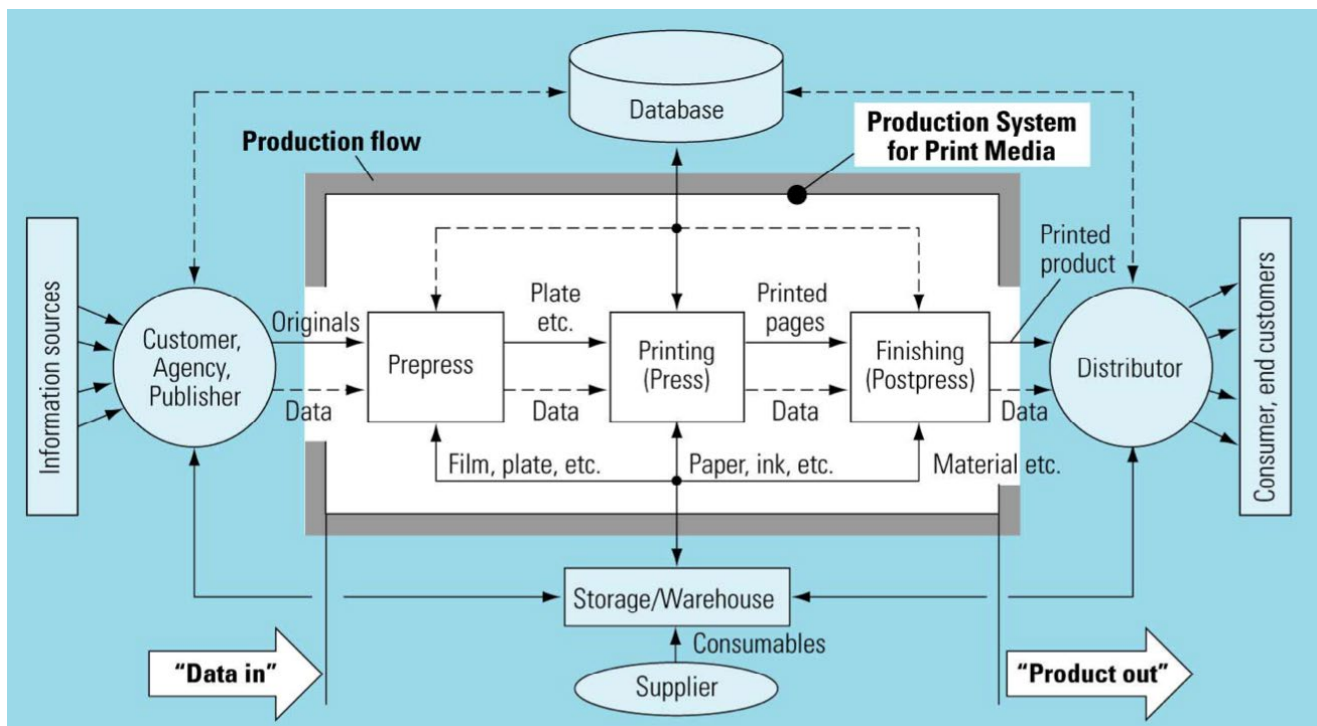 Database
Production flow
Production System
for Print Media
Information sources
Customer,
Agency,
Publisher
Originals
Data
Prepress
Plate
etc.
Data
Printing
(Press)
Printed
pages
Data
Finishing
(Postpress)
Printed
product
Data
Distributor
Consumer, end customers
Film, plate, etc.
Paper, ink, etc.
Material etc.
Storage/Warehouse
Consumables
Supplier
“Data in”
“Product out”